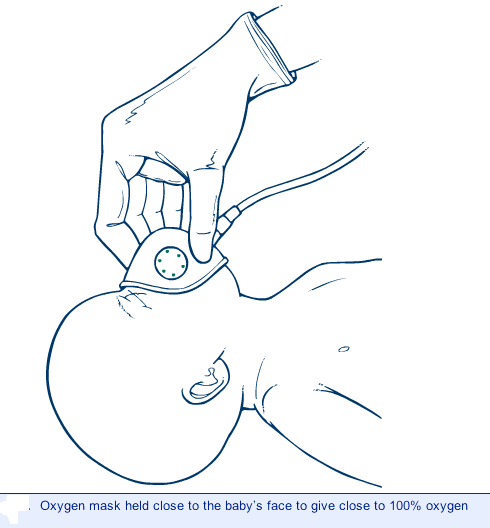 Oxygen mask held close to the baby's face to give close to 100% oxygen